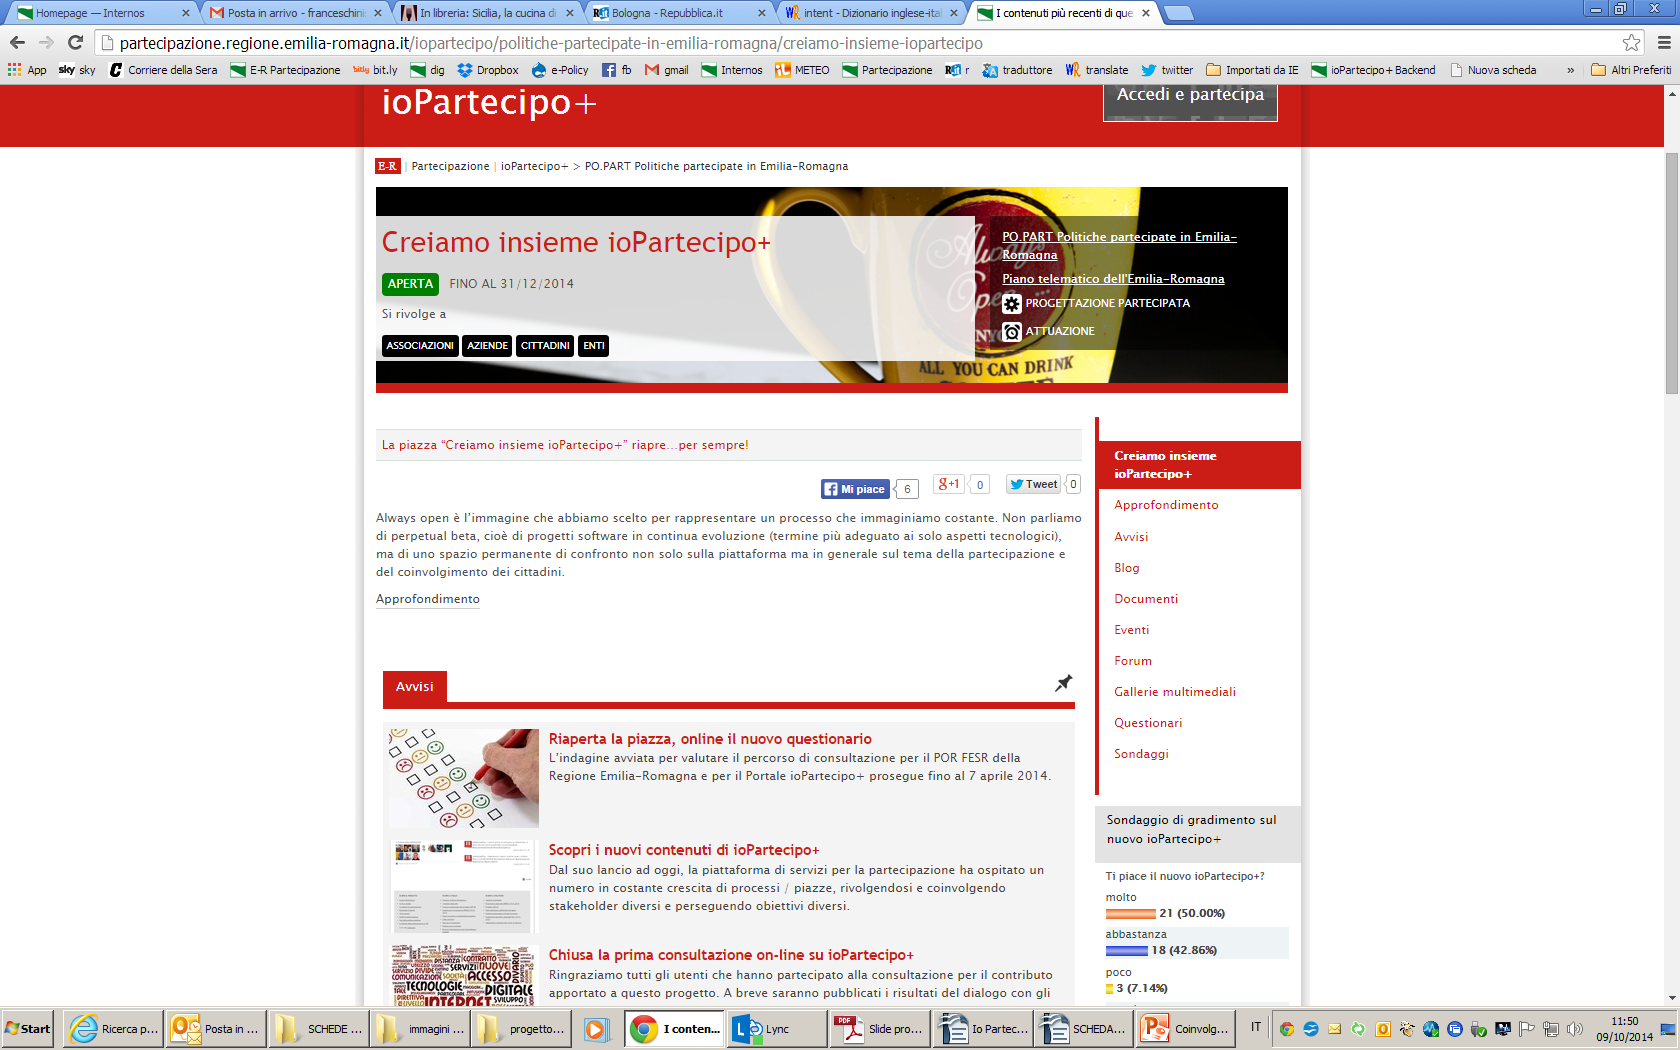 Homepage — Internos
Posta in arrivo - franceschini
In libreria: Sicilia, la cucina di
Bologna - Repubblica.it
intent - Dizionario inglese-ital
I contenuti più recenti di que
partecipazione.regione.emilia-romagna.it/iopartecipo/politiche-partecipate-in-emilia-romagna/creiamo-insieme-iopartecipo
App sky sky Corriere della Sera E-R Partecipazione bit.ly dig Dropbox e-Policy fb gmail Internos METEO Partecipazione R.it r traduttore translate twitter Importati da IE ioPartecipo+ Backend Nuova scheda » Altri Preferiti
ioPartecipo+
Accedi e partecipa
E-R | Partecipazione | ioPartecipo+ > PO.PART Politiche partecipate in Emilia-Romagna
Creiamo insieme ioPartecipo+
APERTA FINO AL 31/12/2014
Si rivolge a
ASSOCIAZIONI AZIENDE CITTADINI ENTI
PO.PART Politiche partecipate in Emilia-
Romagna
Piano telematico dell'Emilia-Romagna
PROGETTAZIONE PARTECIPATA
ATTUAZIONE
Always
Open
ALL YOU CAN DRINK
La piazza “Creiamo insieme ioPartecipo+” riapre...per sempre!
Mi piace 6 g+1 0 Tweet 0
Always open è l'immagine che abbiamo scelto per rappresentare un processo che immaginiamo costante. Non parliamo
di perpetual beta, cioè di progetti software in continua evoluzione (termine più adeguato ai solo aspetti tecnologici),
ma di uno spazio permanente di confronto non solo sulla piattaforma ma in generale sul tema della partecipazione e
del coinvolgimento dei cittadini.
Approfondimento
Avvisi
Riaperta la piazza, online il nuovo questionario
L'indagine avviata per valutare il percorso di consultazione per il POR FESR della
Regione Emilia-Romagna e per il Portale ioPartecipo+ prosegue fino al 7 aprile 2014.
Scopri i nuovi contenuti di ioPartecipo+
Dal suo lancio ad oggi, la piattaforma di servizi per la partecipazione ha ospitato un
numero in costante crescita di processi / piazze, rivolgendosi e coinvolgendo
stakeholder diversi e perseguendo obiettivi diversi.
CONTRATTO
SERVIZI NUOVE
COMUNICAZIONE ACCESSO
TECNOLOGIE DIGITALE
INTERNET SVILUPPO
Chiusa la prima consultazione on-line su ioPartecipo+
Ringraziamo tutti gli utenti che hanno partecipato alla consultazione per il contributo
apportato a questo progetto. A breve saranno pubblicati i risultati del dialogo con gli
Creiamo insieme
ioPartecipo+
Approfondimento
Avvisi
Blog
Documenti
Eventi
Forum
Gallerie multimediali
Questionari
Sondaggi
Sondaggio di gradimento sul
nuovo ioPartecipo+
Ti piace il nuovo ioPartecipo+?
molto
21 (50.00%)
abbastanza
18 (42.86%)
poco
3 (7.14%)
Start Ricerca p... Posta in ... SCHEDE ... immagini ... progetto... I conten... Lync Slide pro... Io Partec... SCHEDA... Coinvolg... IT 11:50
09/10/2014